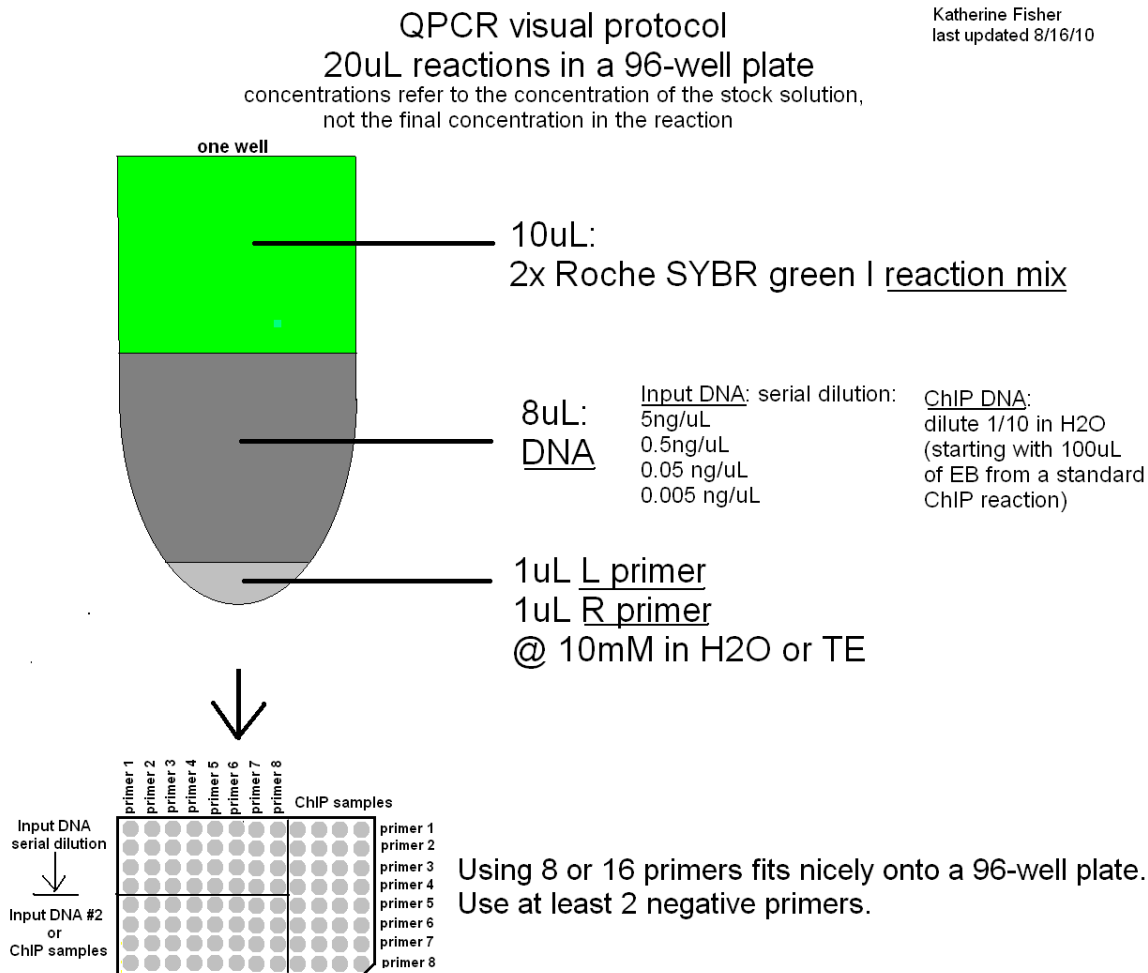 QPCR visual protocol
20uL reactions in a 96-well plate
concentrations refer to the concentration of the stock solution,
not the final concentration in the reaction
Katherine Fisher
last updated 8/16/10
one well
10uL:
2x Roche SYBR green I reaction mix
8uL:
DNA
Input DNA: serial dilution:
5ng/uL
0.5ng/uL
0.05 ng/uL
0.005 ng/uL
ChIP DNA:
dilute 1/10 in H2O
(starting with 100uL
of EB from a standard
ChIP reaction)
1uL L primer
1uL R primer
@ 10mM in H2O or TE
primer 1
primer 2
primer 3
primer 4
primer 5
primer 6
primer 7
primer 8
ChIP samples
Input DNA
serial dilution
Input DNA #2
or
ChIP samples
primer 1
primer 2
primer 3
primer 4
primer 5
primer 6
primer 7
primer 8
Using 8 or 16 primers fits nicely onto a 96-well plate.
Use at least 2 negative primers.